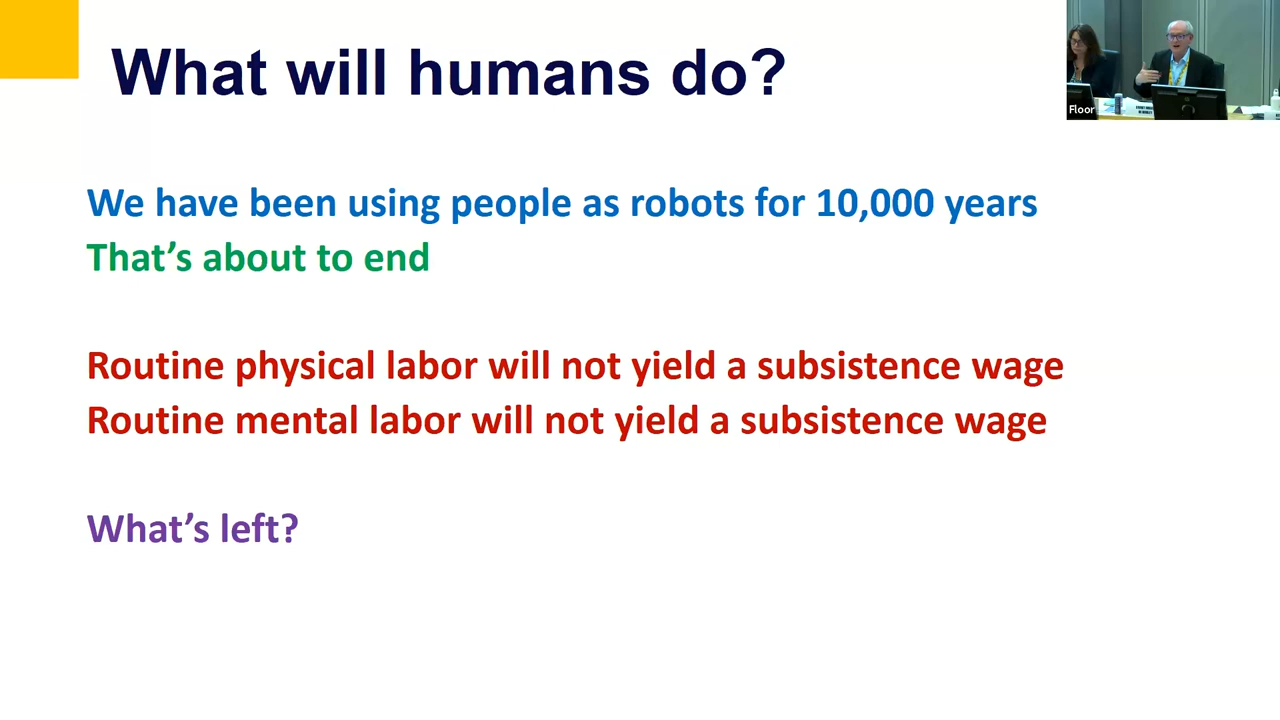 What will humans do?
We have been using people as robots for 10,000 years
That's about to end
Routine physical labor will not yield a subsistence wage
Routine mental labor will not yield a subsistence wage
What's left?
Floor